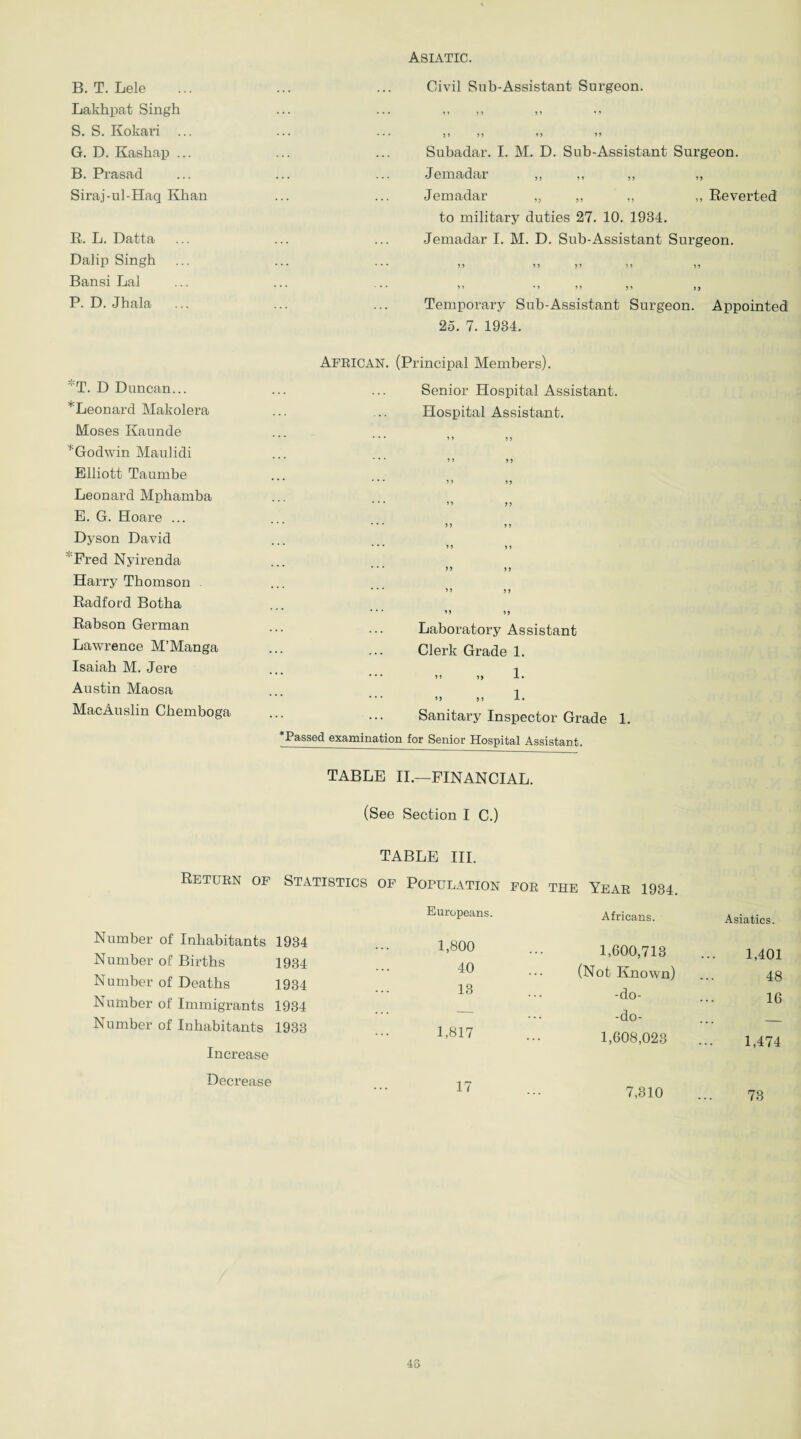 ASIATIC.
B. T. Lele ... ... ... Civil Sub-Assistant Surgeon.
Lakhpat Singh ... ... ,, ,, ,, ,,
S. S. Kokari ... ... ... ,, ,, ,, ,,
G. D. Kashap ... ... ... Subadar. I. M. D. Sub-Assistant Surgeon.
B. Prasad ... ... ... Jemadar ,, ,, ,, ,,
Siraj-ul-Haq Khan ... ... Jemadar ,, ,, ,, ,, Reverted
to military duties 27. 10. 1934.
R. L. Datta ... ... ... Jemadar I. M. D. Sub-Assistant Surgeon.
Dalip Singh ... ... ... ,, ,, ,, ,, ,,
Bansi Lal ... ... ... ,, ,, ,, ,, ,,
P. D. Jhala ... ... ... Temporary Sub-Assistant Surgeon. Appointed
25. 7. 1934.
AFRICAN. (Principal Members).
*T. D Duncan... ... ... Senior Hospital Assistant.
*Leonard Makolera ... ... Hospital Assistant.
Moses Kaunde ... ... ,, ,,
*Godwin Maulidi ... ... ,, ,,
Elliott Taumbe ... ... ,, ,,
Leonard Mphamba ... ... ,, ,,
E. G. Hoare ... ... ... ,, ,,
Dyson David ... ... ,, ,,
*Fred Nyirenda ... ... ,, ,,
Harry Thomson ... ... ,, ,,
Radford Botha ... ... ,, ,,
Rabson German ... ... Laboratory Assistant
Lawrence M'Manga ... ... Clerk Grade 1.
Isaiah M. Jere ... ... ,, ,, 1.
Austin Maosa ... ... ,, ,, 1.
MacAuslin Chemboga ... ... Sanitary Inspector Grade 1.
*Passed examination for Senior Hospital Assistant.
TABLE II.—FINANCIAL.
(See Section I C.)
TABLE III.
RETURN OF STATISTICS OF POPULATION FOR THE YEAR 1934.
Europeans. Africans. Asiatics.
Number of Inhabitants 1934 ... 1,800 ... 1,600,713 ... 1,401
Number of Births 1934 ... 40 ... (Not Known) ... 48
Number of Deaths 1934 ... 13 ... -do- ... 16
Number of Immigrants 1934 ... — ... -do- ... —
Number of Inhabitants 1933 ... 1,817 ... 1,608,023 ... 1,474
Increase
Decrease ... 17 ... 7,310 ... 73